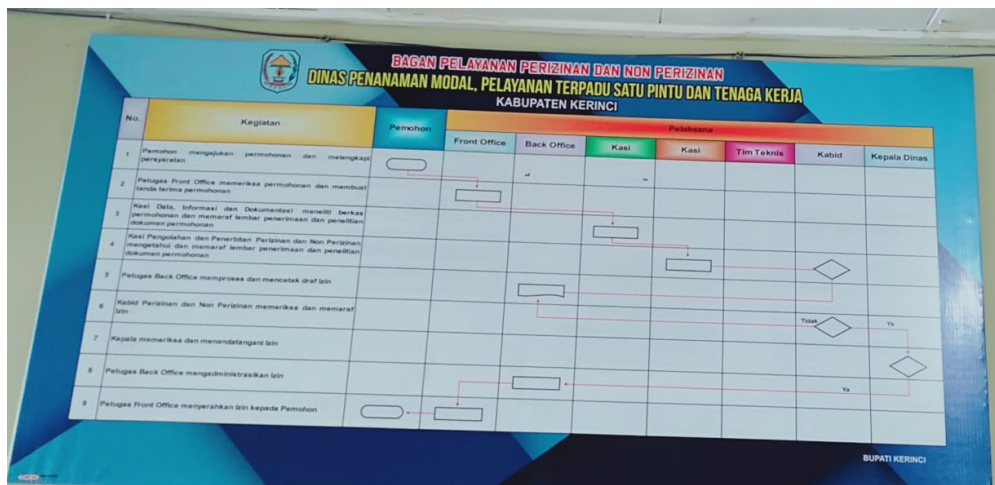 BAGAN PELAYANAN PERIZINAN DAN NON PERIZINAN
DINAS PENANAMAN MODAL, PELAYANAN TERPADU SATU PINTU DAN TENAGA KERJA
KABUPATEN KERINCI
No. Kegiatan Pemohon Pelaksana
Front Office Back Office Kasi Kasi Tim Teknis Kabid Kepala Dinas
1 Pemohon mengajukan permohonan dan melengkapi
persyaratan
2 Petugas Front Office memeriksa permohonan dan membuat
tanda terima permohonan
3 Kasi Data, Informasi dan Dokumentasi meneliti berkas
permohonan dan memaraf lembar penerimaan dan penelitian
dokumen permohonan
4 Kasi Pengolahan dan Penerbitan Perizinan dan Non Perizinan
mengetahui dan memaraf lembar penerimaan dan penelitian
dokumen permohonan
5 Petugas Back Office memproses dan mencetak draf Izin
6 Kabid Perizinan dan Non Perizinan memeriksa dan memaraf
Izin
Tidak Ya
7 Kepala memeriksa dan menandatangani Izin
8 Petugas Back Office mengadministrasikan Izin
Ya
9 Petugas Front Office menyerahkan Izin kepada Pemohon
BUPATI KERINCI